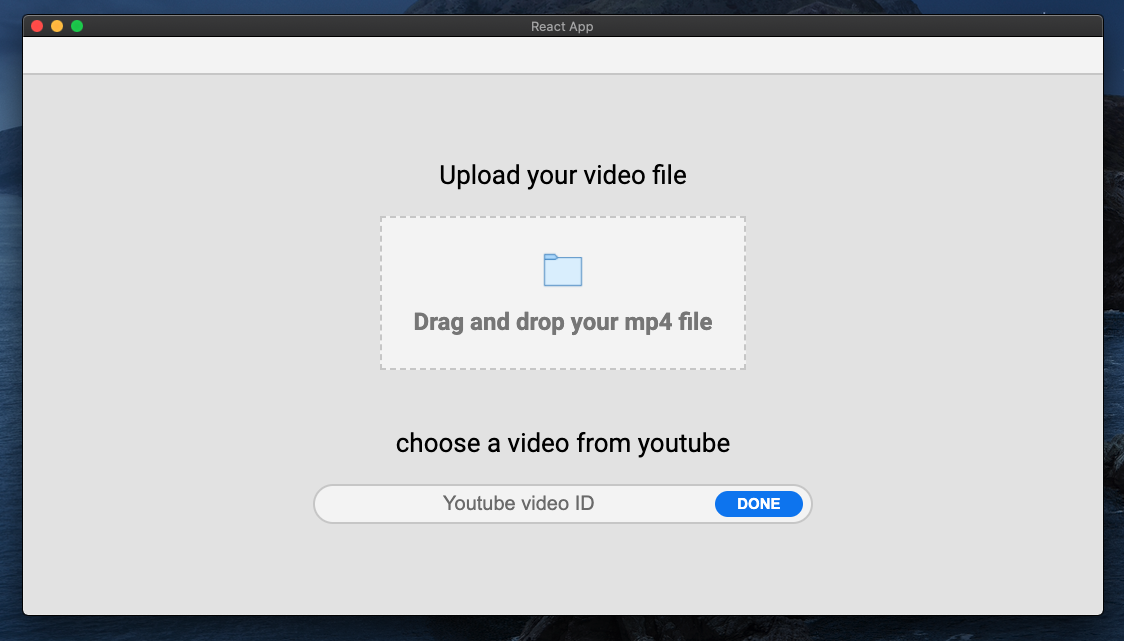 React App
Upload your video file
Drag and drop your mp4 file
choose a video from youtube
Youtube video ID
DONE